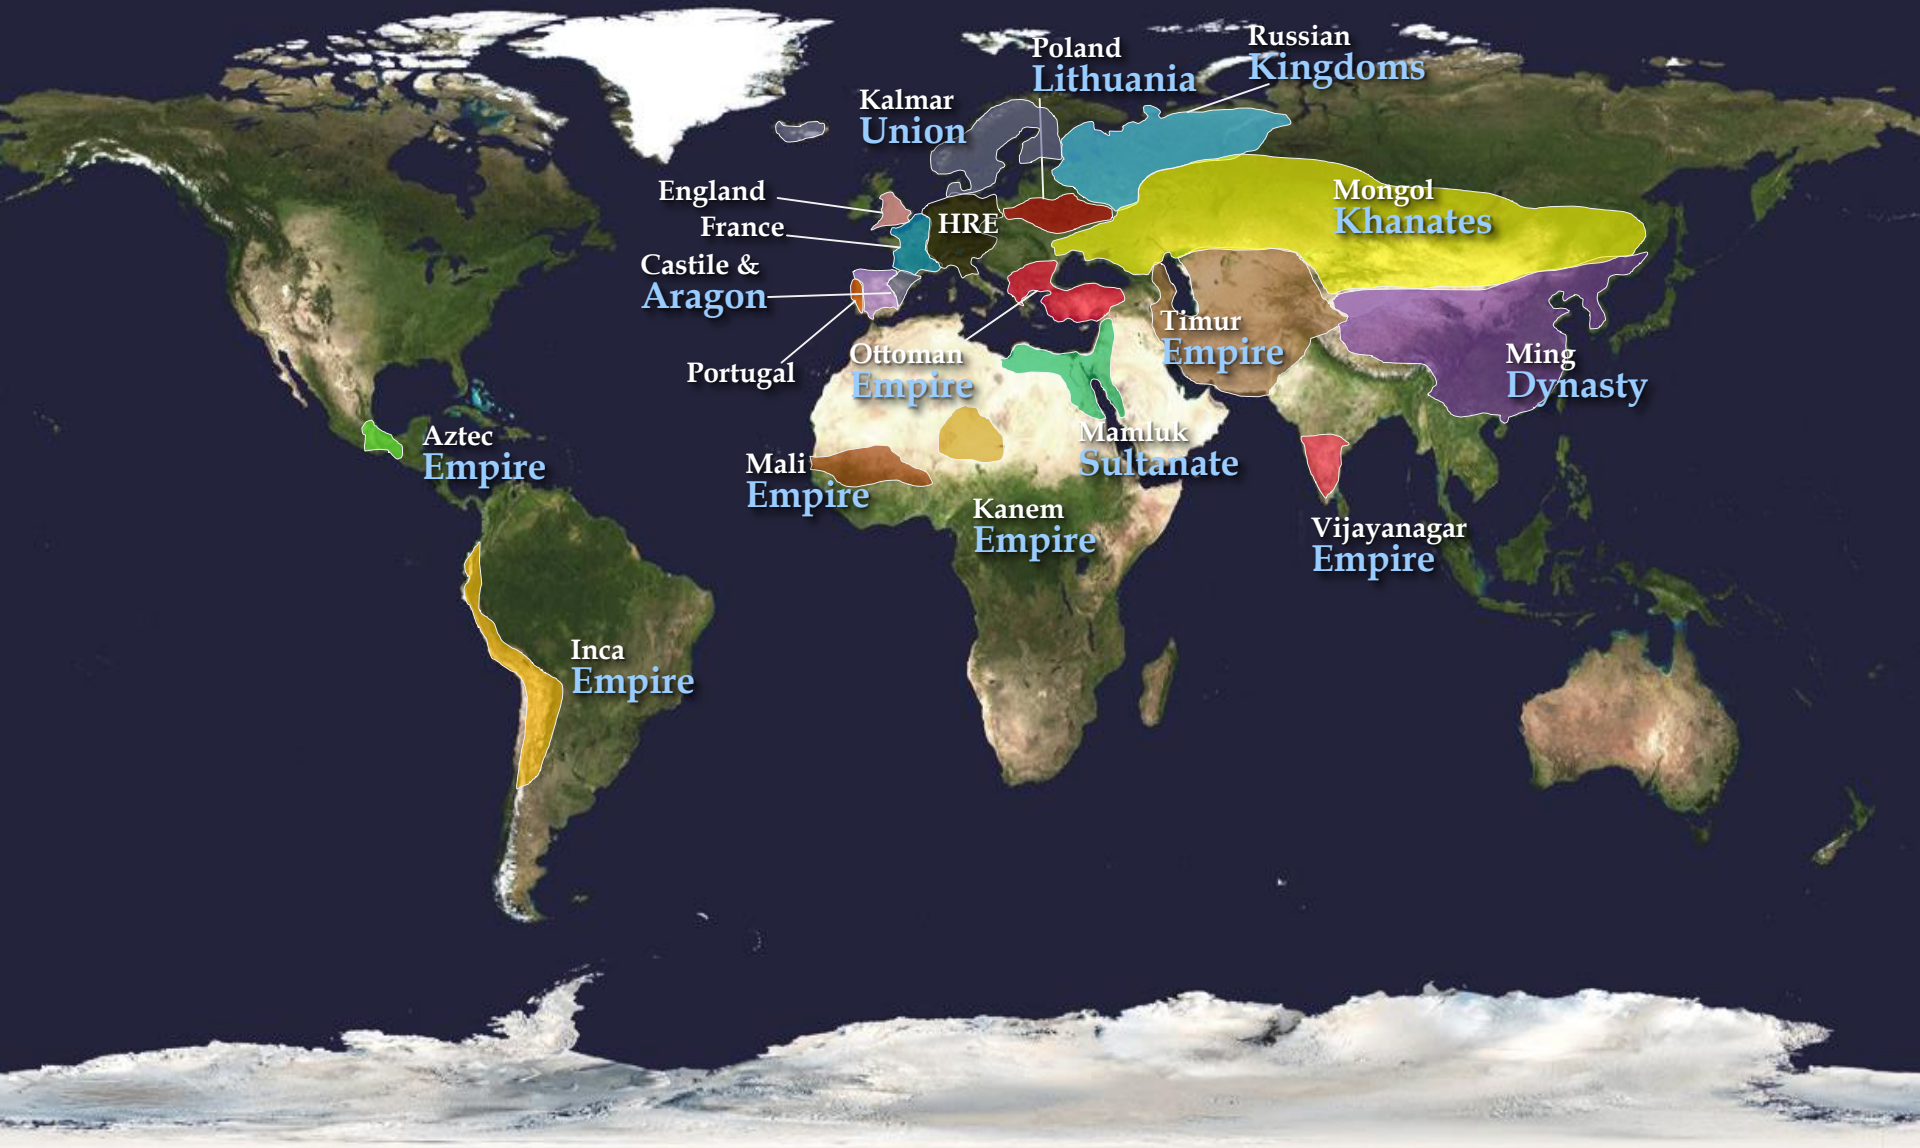 Poland
Lithuania
Russian
Kingdoms
Kalmar
Union
England
France
HRE
Mongol
Khanates
Castile &
Aragon
Portugal
Ottoman
Empire
Timur
Empire
Ming
Dynasty
Aztec
Empire
Mali
Empire
Mamluk
Sultanate
Kanem
Empire
Vijayanagar
Empire
Inca
Empire